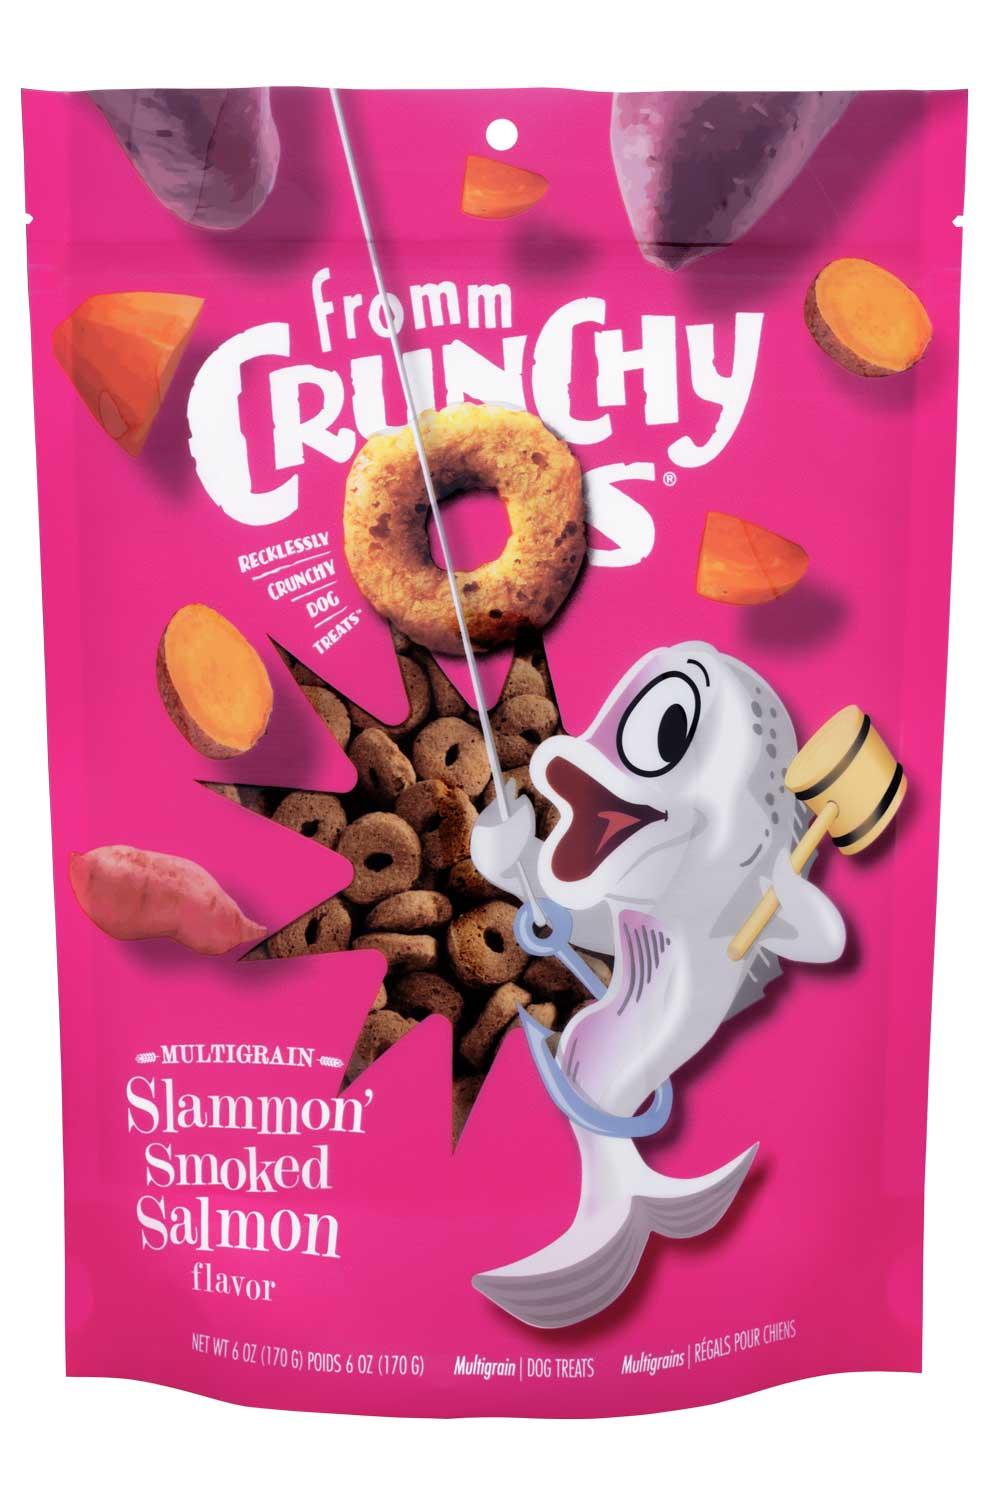 fromm
CRUNCHY
OS®
RECKLESSLY
CRUNCHY
DOG
TREATS™
MULTIGRAIN
Slammon'
Smoked
Salmon
flavor
NET WT 6 OZ (170 G) POIDS 6 OZ (170 G) Multigrain | DOG TREATS Multigrains | RÉGALS POUR CHIENS